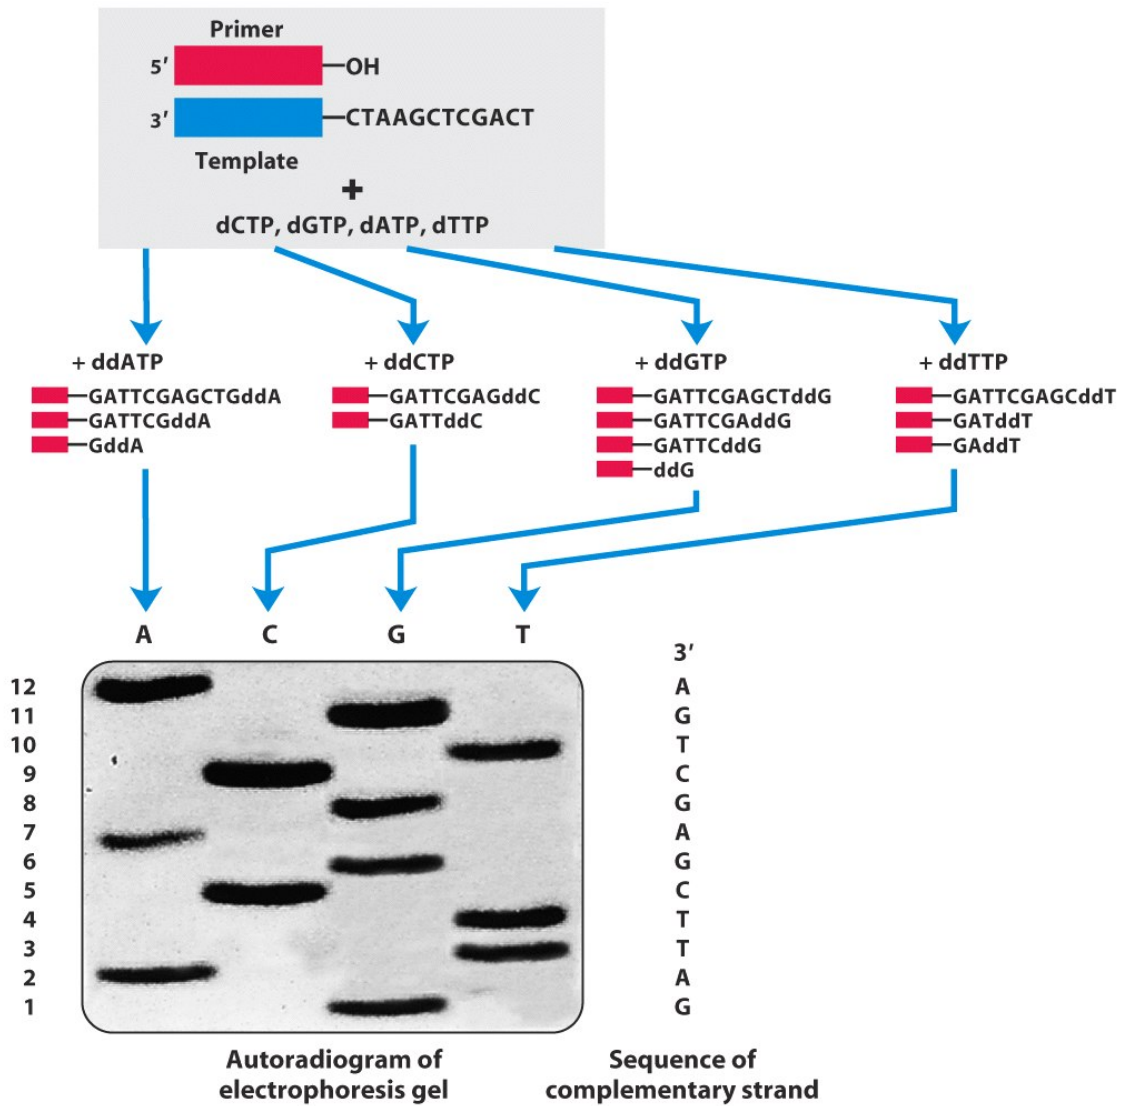 Primer
5′ OH
3′ CTAAGCTCGACT
Template
+
dCTP, dGTP, dATP, dTTP
+ ddATP
GATTCGAGCTGddA
GATTCGddA
GddA
+ ddCTP
GATTCGAGddC
GATTddC
+ ddGTP
GATTCGAGCTddG
GATTCGAddG
GATTCddG
ddG
+ ddTTP
GATTCGAGCddT
GATddT
GAddT
A C G T
3′
12 A
11 G
10 T
9 C
8 G
7 A
6 G
5 C
4 T
3 T
2 A
1 G
Autoradiogram of
electrophoresis gel
Sequence of
complementary strand